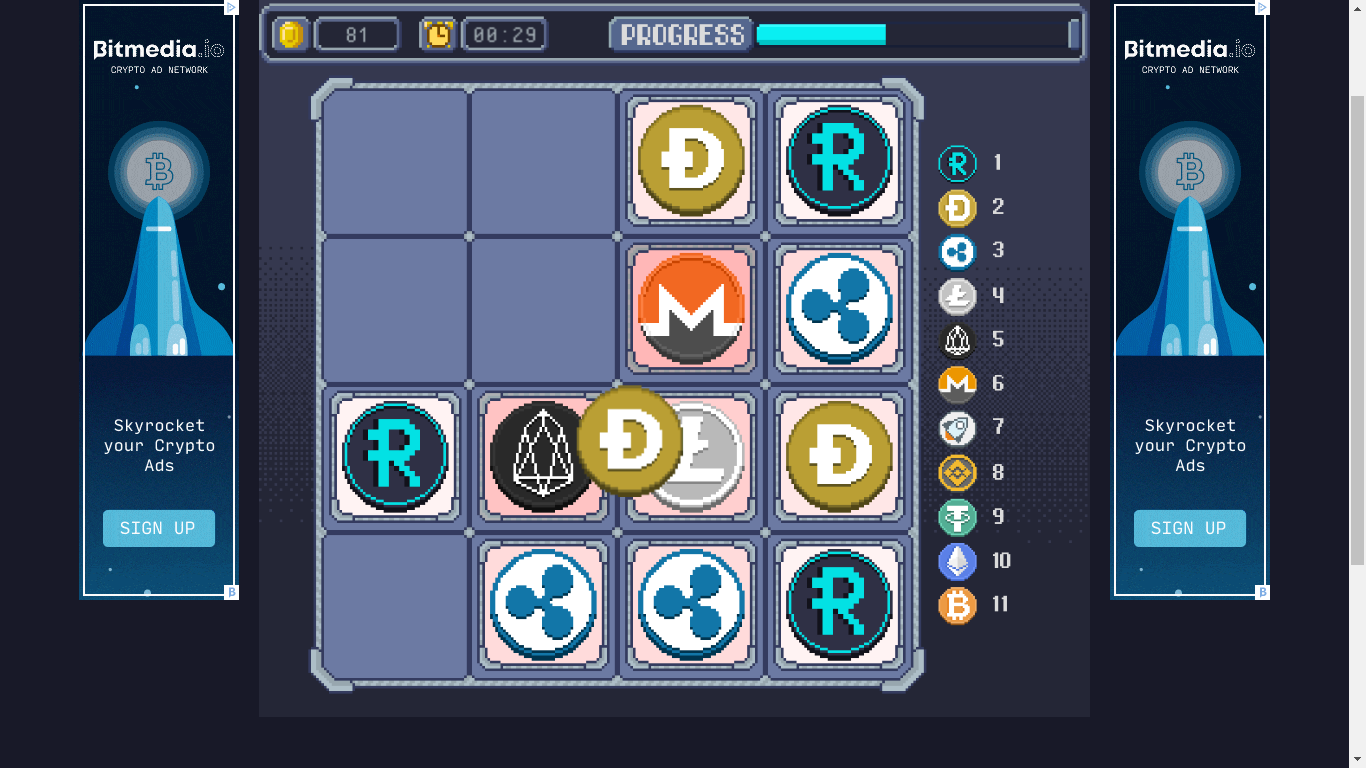 Bitmedia.io
CRYPTO AD NETWORK
Skyrocket
your Crypto
Ads
SIGN UP
B
81
00:29
PROGRESS
1
2
3
4
5
6
7
8
9
10
11
Bitmedia.io
CRYPTO AD NETWORK
Skyrocket
your Crypto
Ads
SIGN UP
B